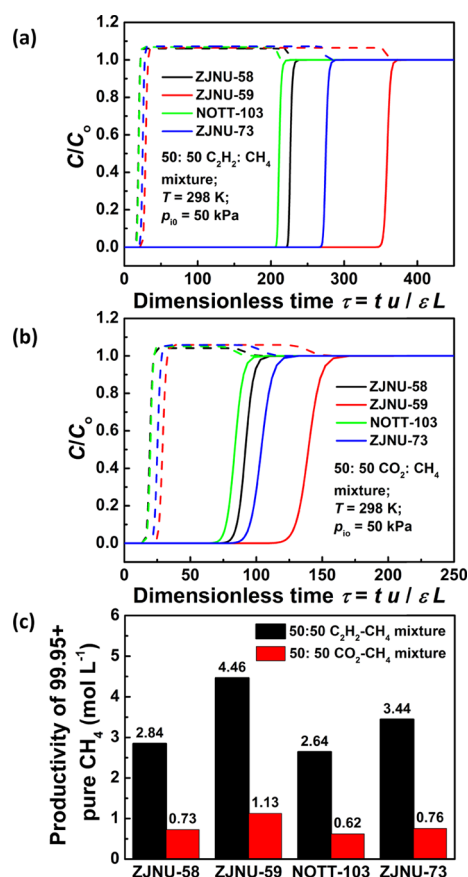 (a)
C/Co
1.0
0.8
0.6
0.4
0.2
0.0
ZJNU-58
ZJNU-59
NOTT-103
ZJNU-73
50: 50 C₂H₂: CH₄
mixture;
T = 298 K;
pᵢ₀ = 50 kPa
0 100 200 300 400
Dimensionless time τ = t u / ε L
(b)
C/Co
1.0
0.8
0.6
0.4
0.2
0.0
ZJNU-58
ZJNU-59
NOTT-103
ZJNU-73
50: 50 CO₂: CH₄
mixture;
T = 298 K;
pᵢₒ = 50 kPa
0 50 100 150 200 250
Dimensionless time τ = t u / ε L
(c)
Productivity of 99.95+
pure CH₄ (mol L⁻¹)
6
5
4
3
2
1
0
50:50 C₂H₂-CH₄ mixture
50: 50 CO₂-CH₄ mixture
2.84
0.73
4.46
1.13
2.64
0.62
3.44
0.76
ZJNU-58 ZJNU-59 NOTT-103 ZJNU-73